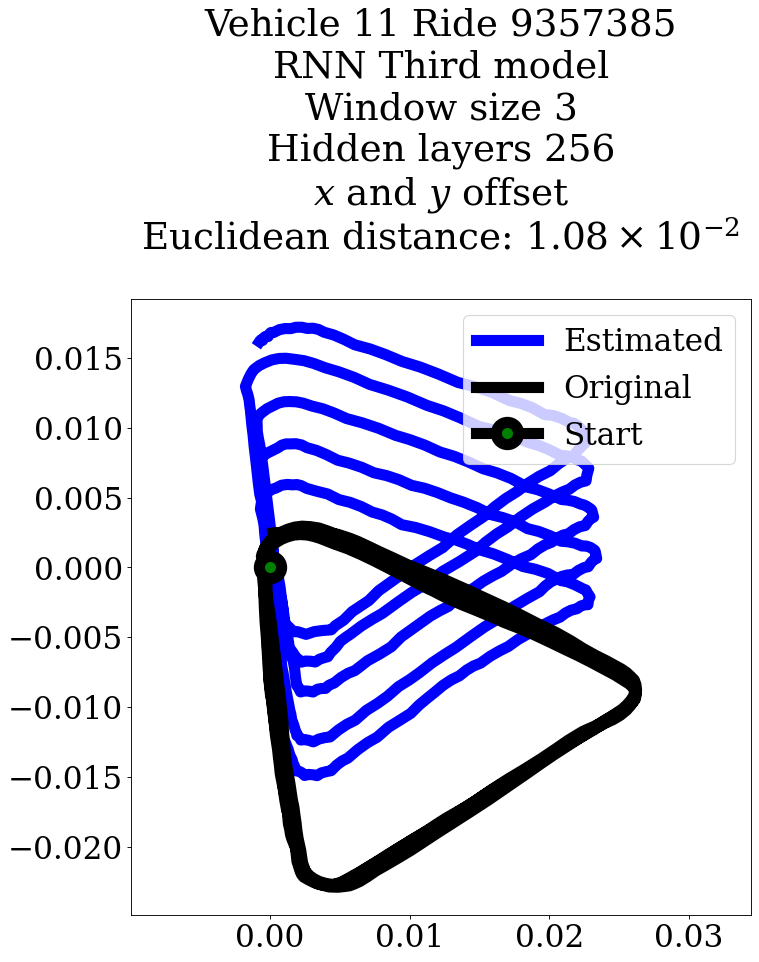 Vehicle 11 Ride 9357385
RNN Third model
Window size 3
Hidden layers 256
x and y offset
Euclidean distance: 1.08 × 10⁻²
Estimated
Original
Start
0.015
0.010
0.005
0.000
−0.005
−0.010
−0.015
−0.020
0.00 0.01 0.02 0.03